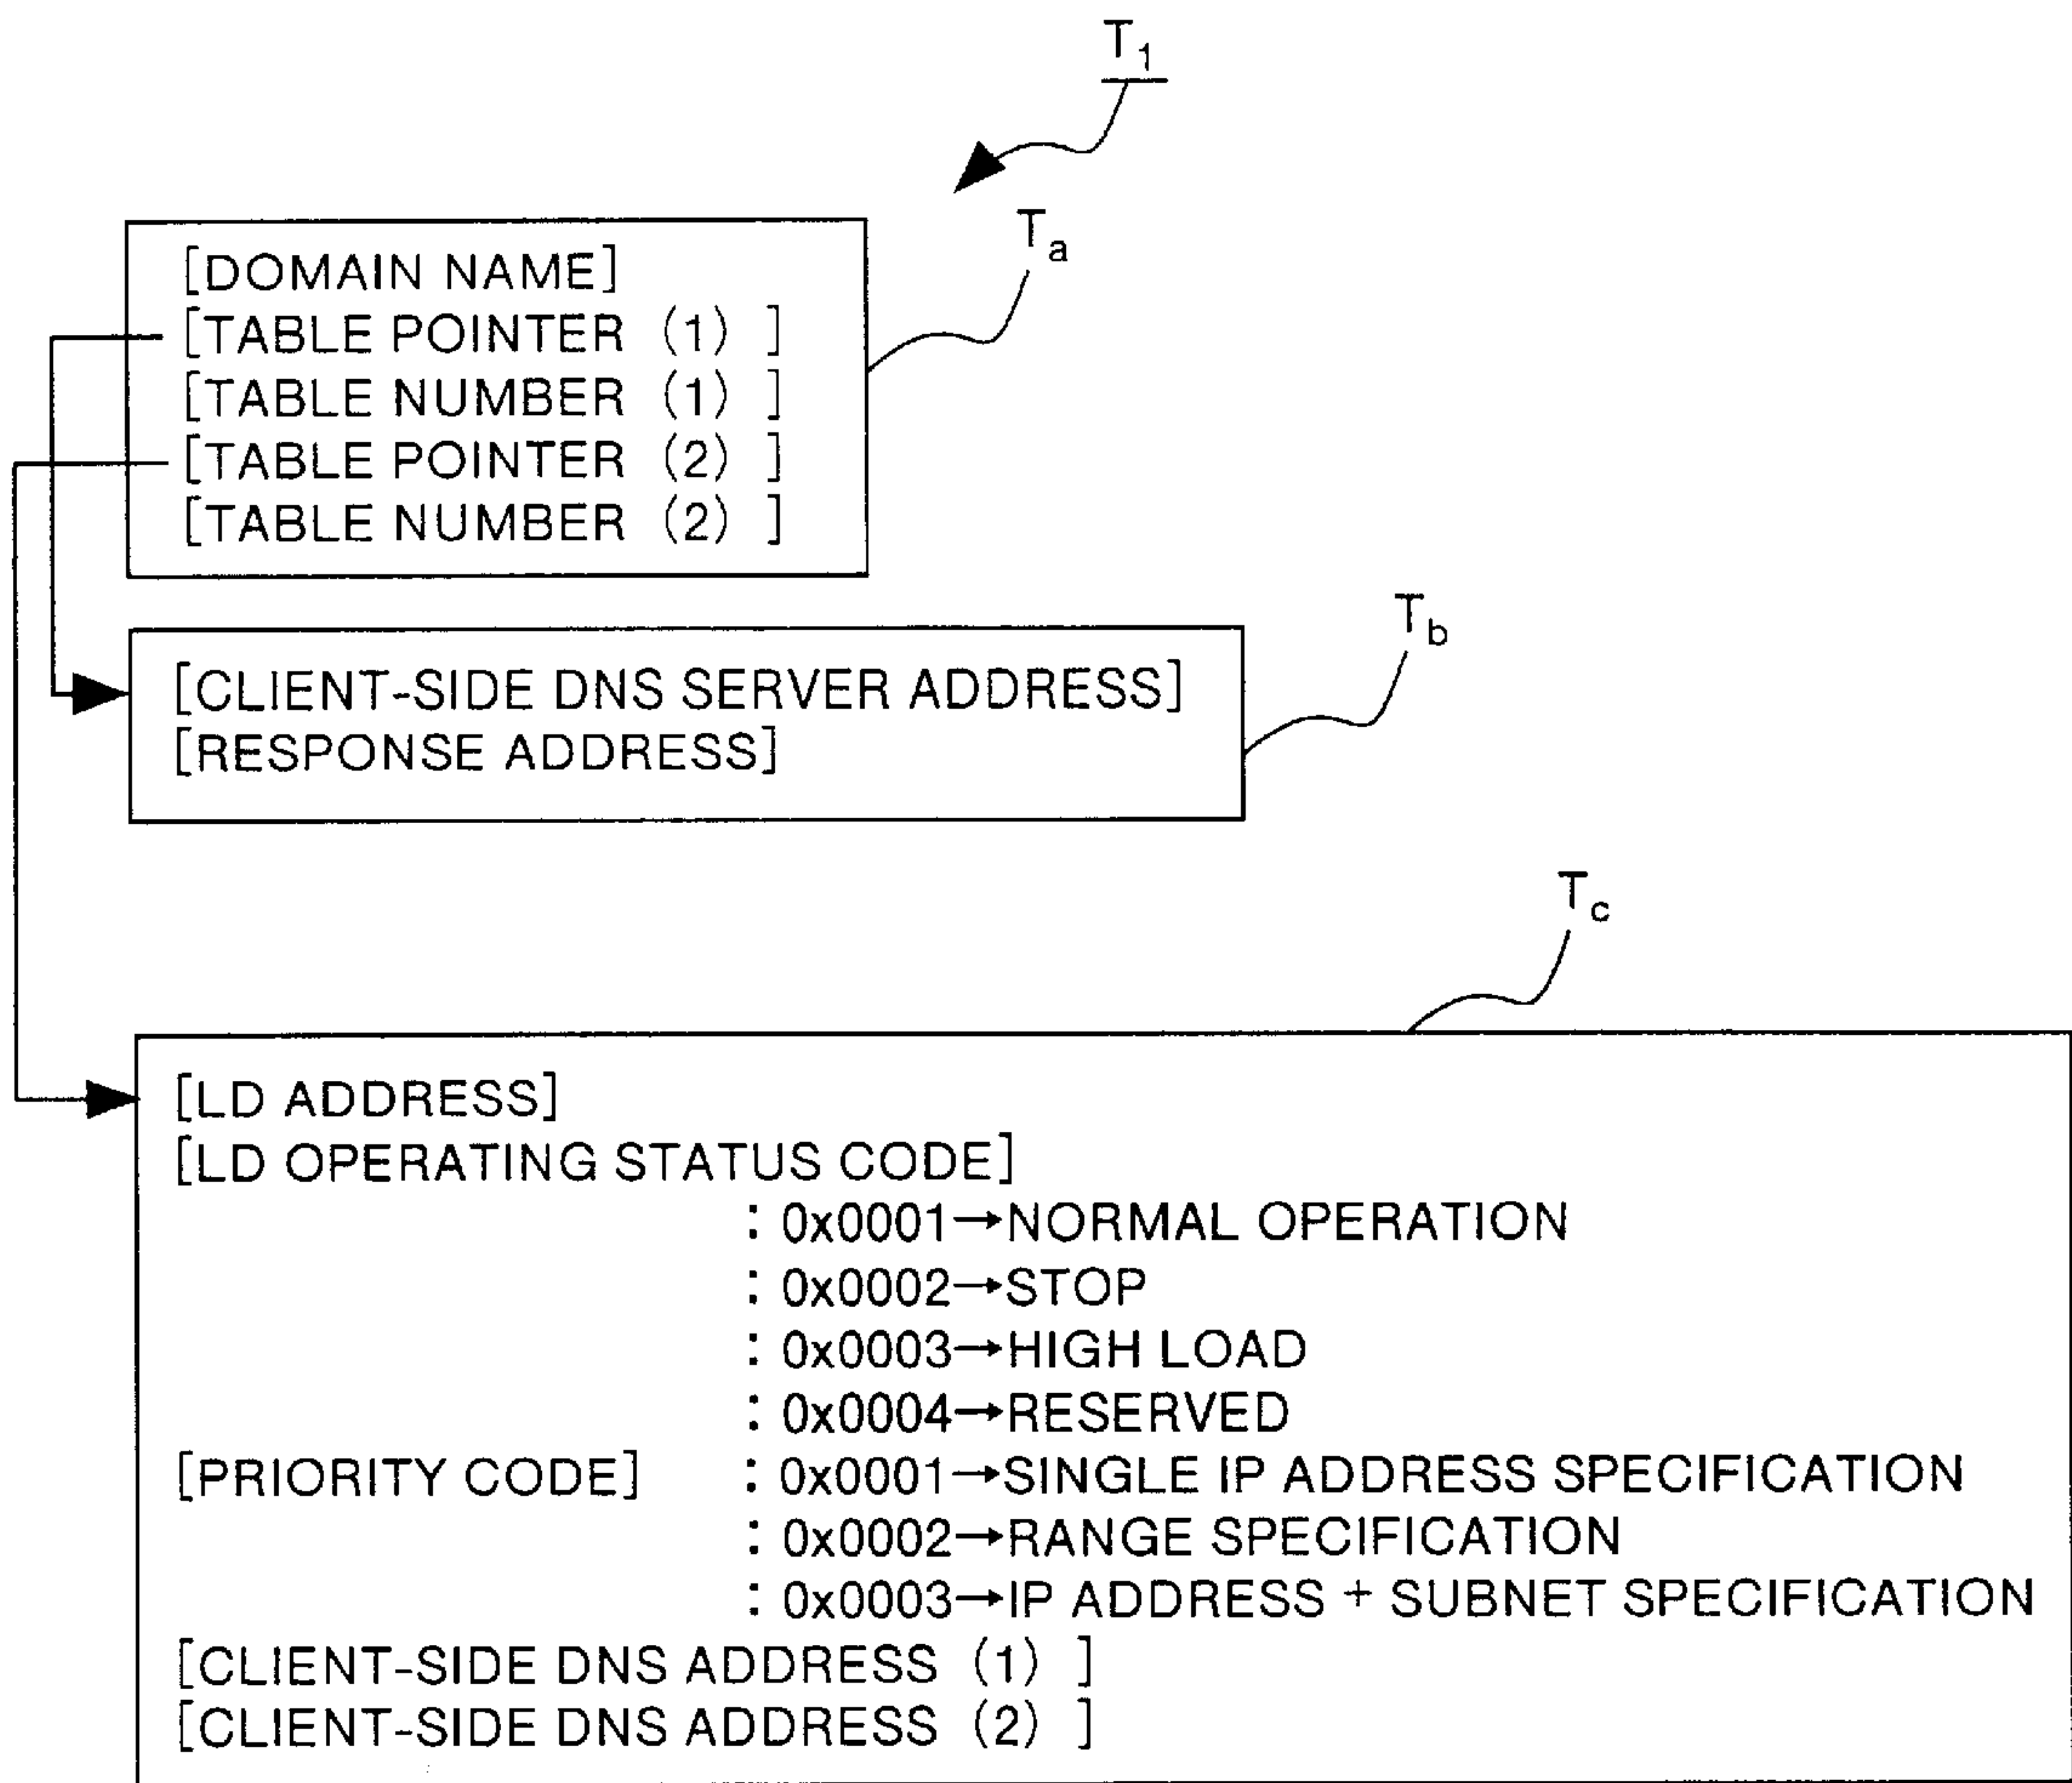 T1
Ta
[DOMAIN NAME]
[TABLE POINTER (1) ]
[TABLE NUMBER (1) ]
[TABLE POINTER (2) ]
[TABLE NUMBER (2) ]
Tb
[CLIENT-SIDE DNS SERVER ADDRESS]
[RESPONSE ADDRESS]
Tc
[LD ADDRESS]
[LD OPERATING STATUS CODE]
: 0x0001→NORMAL OPERATION
: 0x0002→STOP
: 0x0003→HIGH LOAD
: 0x0004→RESERVED
[PRIORITY CODE] : 0x0001→SINGLE IP ADDRESS SPECIFICATION
: 0x0002→RANGE SPECIFICATION
: 0x0003→IP ADDRESS + SUBNET SPECIFICATION
[CLIENT-SIDE DNS ADDRESS (1) ]
[CLIENT-SIDE DNS ADDRESS (2) ]